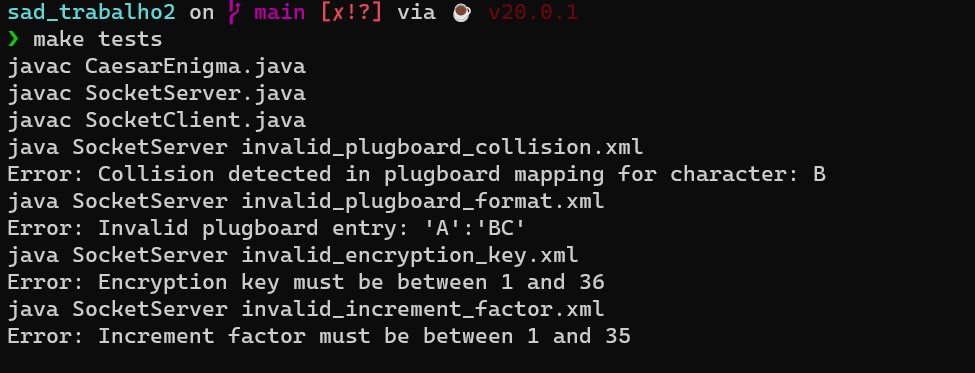 sad_trabalho2 on main [✗!?] via ☕ v20.0.1
❯ make tests
javac CaesarEnigma.java
javac SocketServer.java
javac SocketClient.java
java SocketServer invalid_plugboard_collision.xml
Error: Collision detected in plugboard mapping for character: B
java SocketServer invalid_plugboard_format.xml
Error: Invalid plugboard entry: 'A':'BC'
java SocketServer invalid_encryption_key.xml
Error: Encryption key must be between 1 and 36
java SocketServer invalid_increment_factor.xml
Error: Increment factor must be between 1 and 35